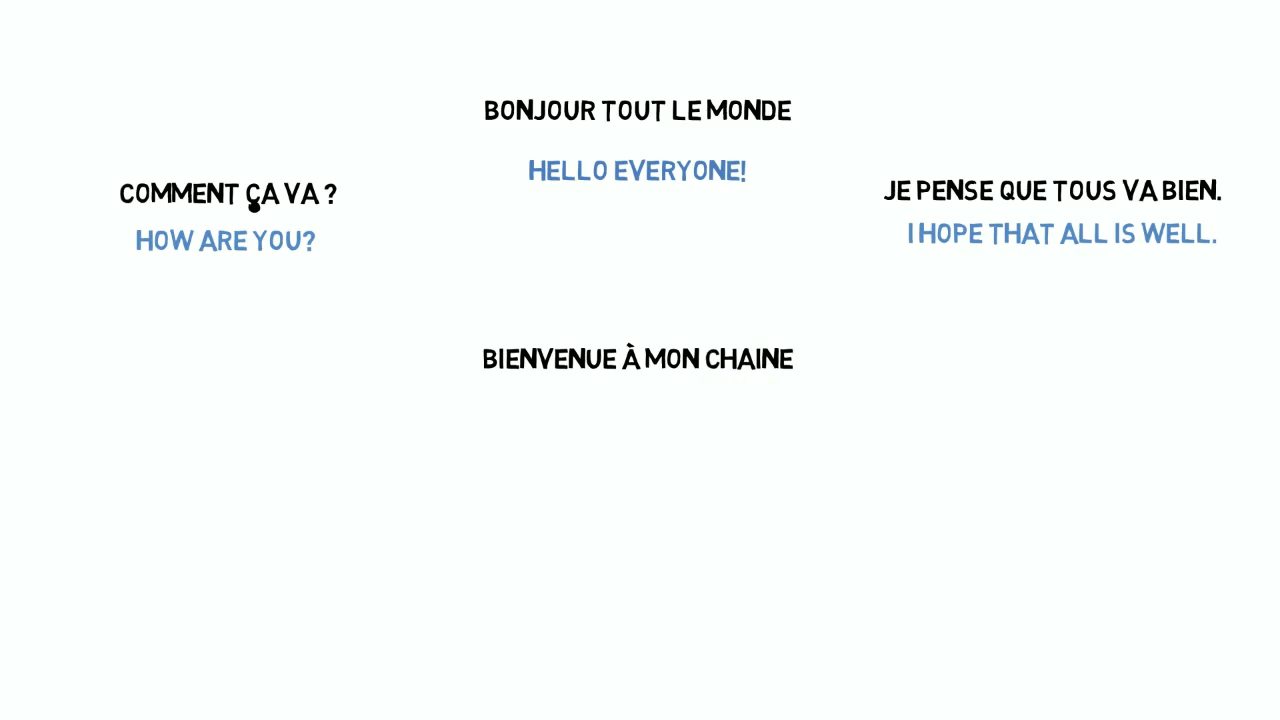 BONJOUR TOUT LE MONDE
HELLO EVERYONE!
COMMENT ÇA VA ?
HOW ARE YOU?
JE PENSE QUE TOUS VA BIEN.
I HOPE THAT ALL IS WELL.
BIENVENUE À MON CHAINE